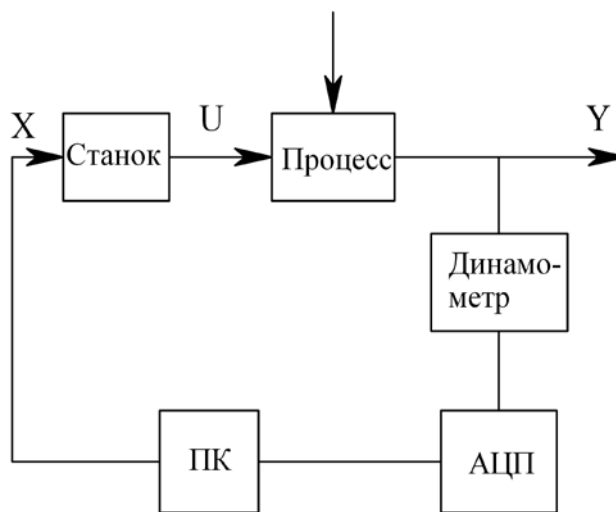 X
Станок
U
Процесс
Y
Динамо-
метр
ПК
АЦП